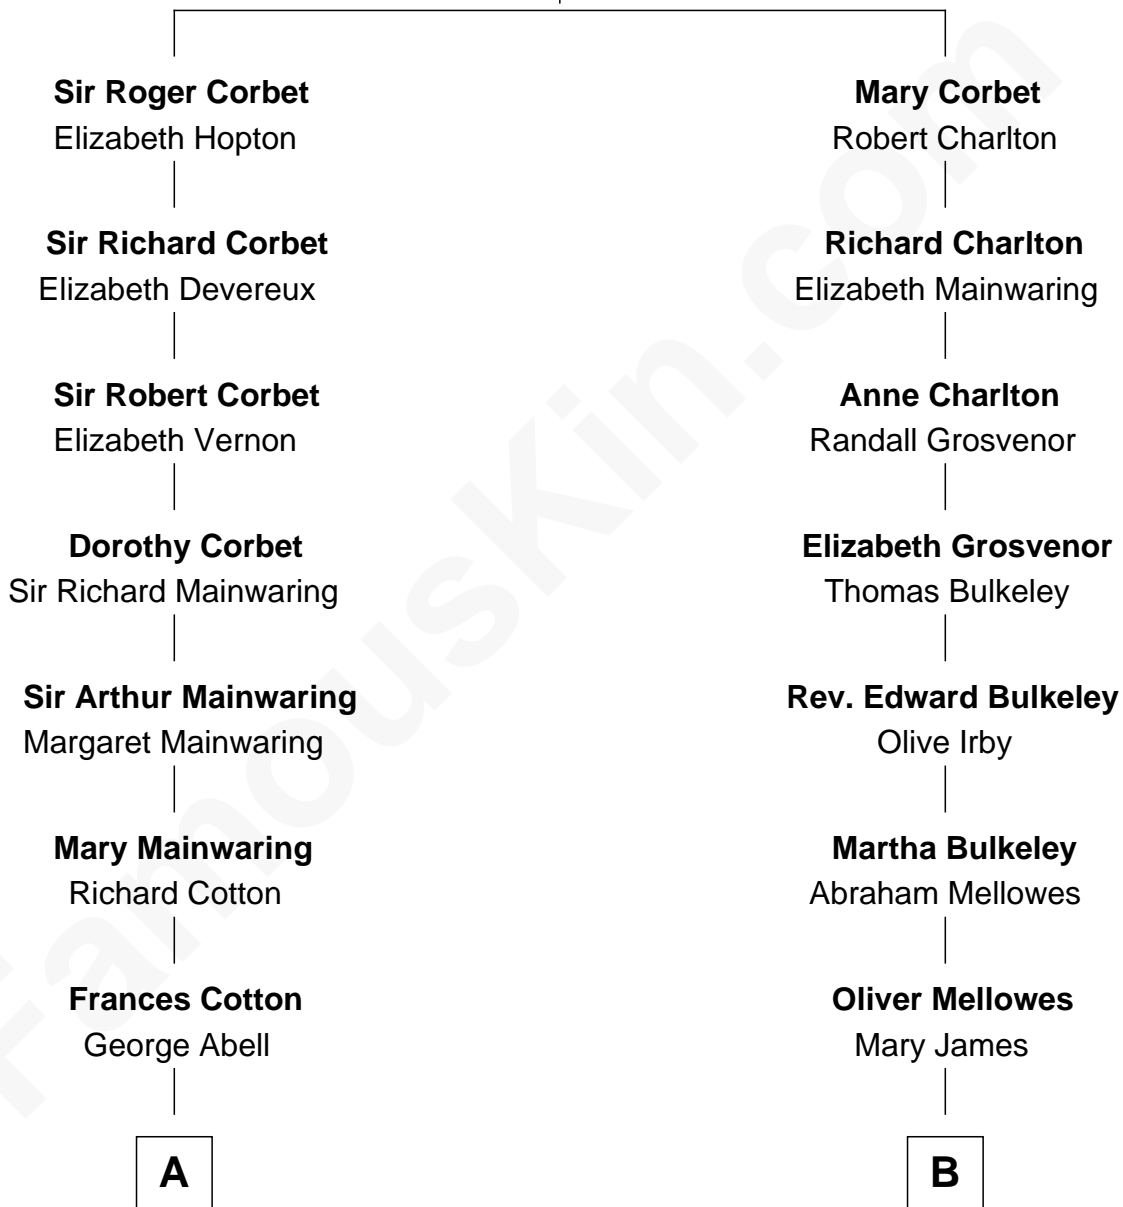 Sir Roger Corbet
Elizabeth Hopton
Sir Richard Corbet
Elizabeth Devereux
Sir Robert Corbet
Elizabeth Vernon
Dorothy Corbet
Sir Richard Mainwaring
Sir Arthur Mainwaring
Margaret Mainwaring
Mary Mainwaring
Richard Cotton
Frances Cotton
George Abell
A
Mary Corbet
Robert Charlton
Richard Charlton
Elizabeth Mainwaring
Anne Charlton
Randall Grosvenor
Elizabeth Grosvenor
Thomas Bulkeley
Rev. Edward Bulkeley
Olive Irby
Martha Bulkeley
Abraham Mellowes
Oliver Mellowes
Mary James
B
FamousKin.com